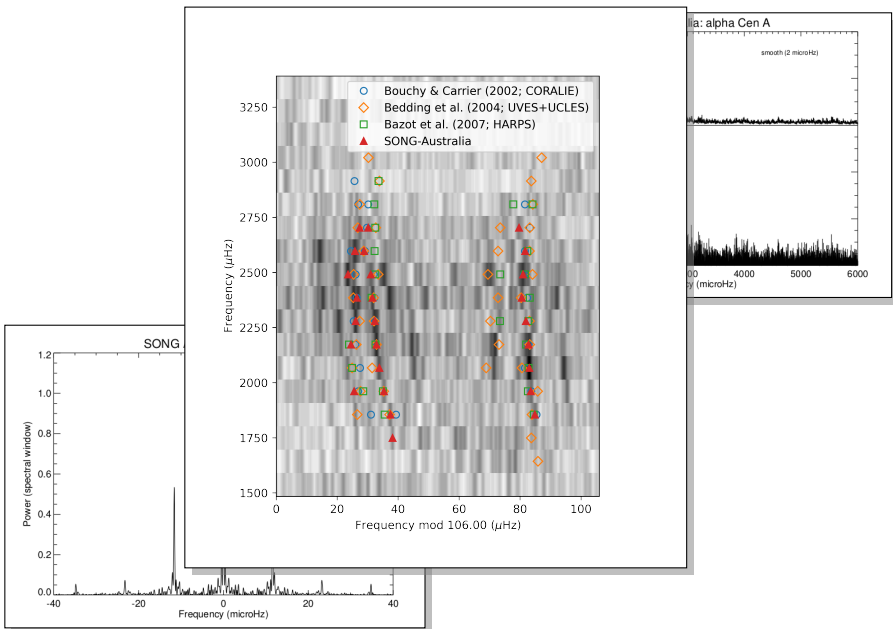 lia: alpha Cen A
smooth (2 microHz)
Bouchy & Carrier (2002; CORALIE)
Bedding et al. (2004; UVES+UCLES)
Bazot et al. (2007; HARPS)
SONG-Australia
3250
3000
2750
2500
2250
2000
1750
1500
Frequency (μHz)
0 20 40 60 80 100
Frequency mod 106.00 (μHz)
00 4000 5000 6000
cy (microHz)
SONG
1.2
1.0
0.8
0.6
0.4
0.2
0.0
Power (spectral window)
-40 -20 0 20 40
Frequency (microHz)